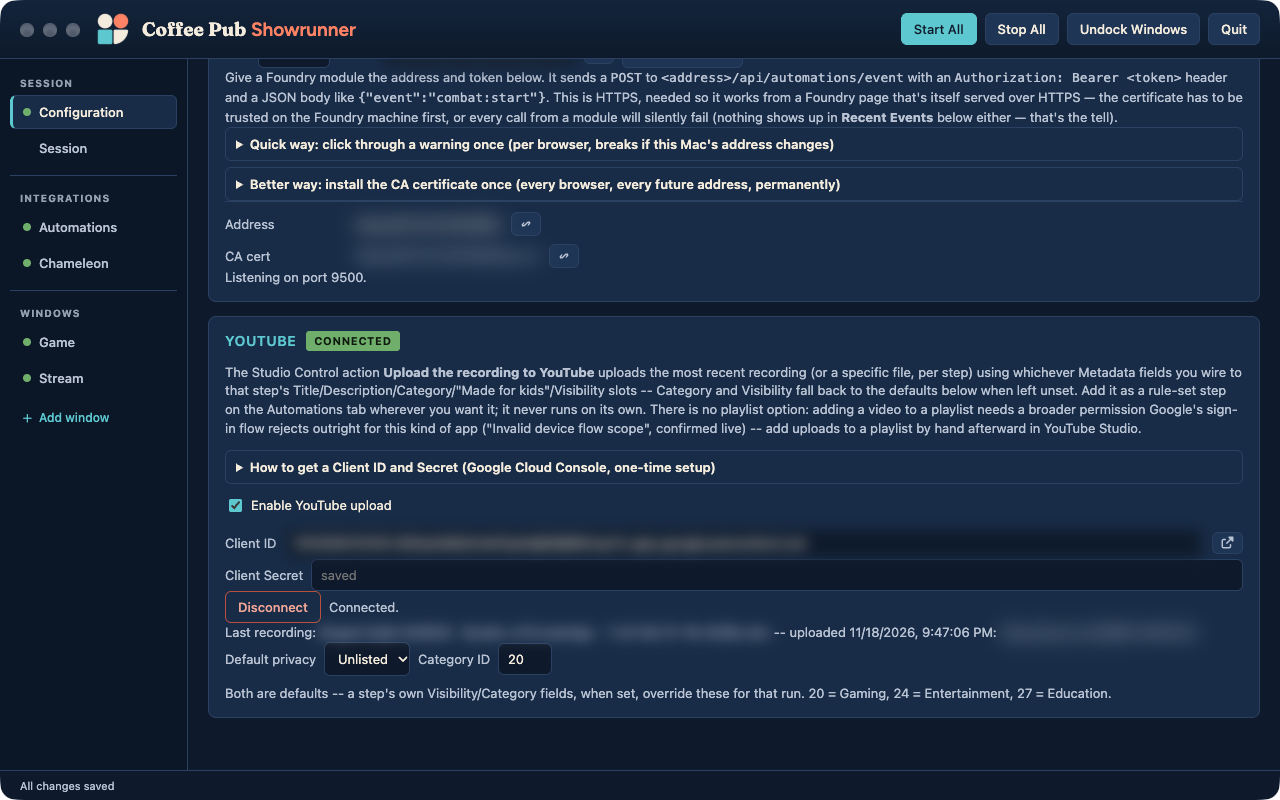 Coffee Pub Showrunner
Start All
Stop All
Undock Windows
Quit
SESSION
Configuration
Session
INTEGRATIONS
Automations
Chameleon
WINDOWS
Game
Stream
+ Add window
Give a Foundry module the address and token below. It sends a POST to <address>/api/automations/event with an Authorization: Bearer <token> header
and a JSON body like {"event":"combat:start"}. This is HTTPS, needed so it works from a Foundry page that's itself served over HTTPS — the certificate has to be
trusted on the Foundry machine first, or every call from a module will silently fail (nothing shows up in Recent Events below either — that's the tell).
Quick way: click through a warning once (per browser, breaks if this Mac's address changes)
Better way: install the CA certificate once (every browser, every future address, permanently)
Address
CA cert
Listening on port 9500.
YOUTUBE CONNECTED
The Studio Control action Upload the recording to YouTube uploads the most recent recording (or a specific file, per step) using whichever Metadata fields you wire to
that step's Title/Description/Category/"Made for kids"/Visibility slots -- Category and Visibility fall back to the defaults below when left unset. Add it as a rule-set step
on the Automations tab wherever you want it; it never runs on its own. There is no playlist option: adding a video to a playlist needs a broader permission Google's sign-
in flow rejects outright for this kind of app ("Invalid device flow scope", confirmed live) -- add uploads to a playlist by hand afterward in YouTube Studio.
How to get a Client ID and Secret (Google Cloud Console, one-time setup)
Enable YouTube upload
Client ID
Client Secret saved
Disconnect Connected.
Last recording: -- uploaded 11/18/2026, 9:47:06 PM:
Default privacy Unlisted Category ID 20
Both are defaults -- a step's own Visibility/Category fields, when set, override these for that run. 20 = Gaming, 24 = Entertainment, 27 = Education.
All changes saved